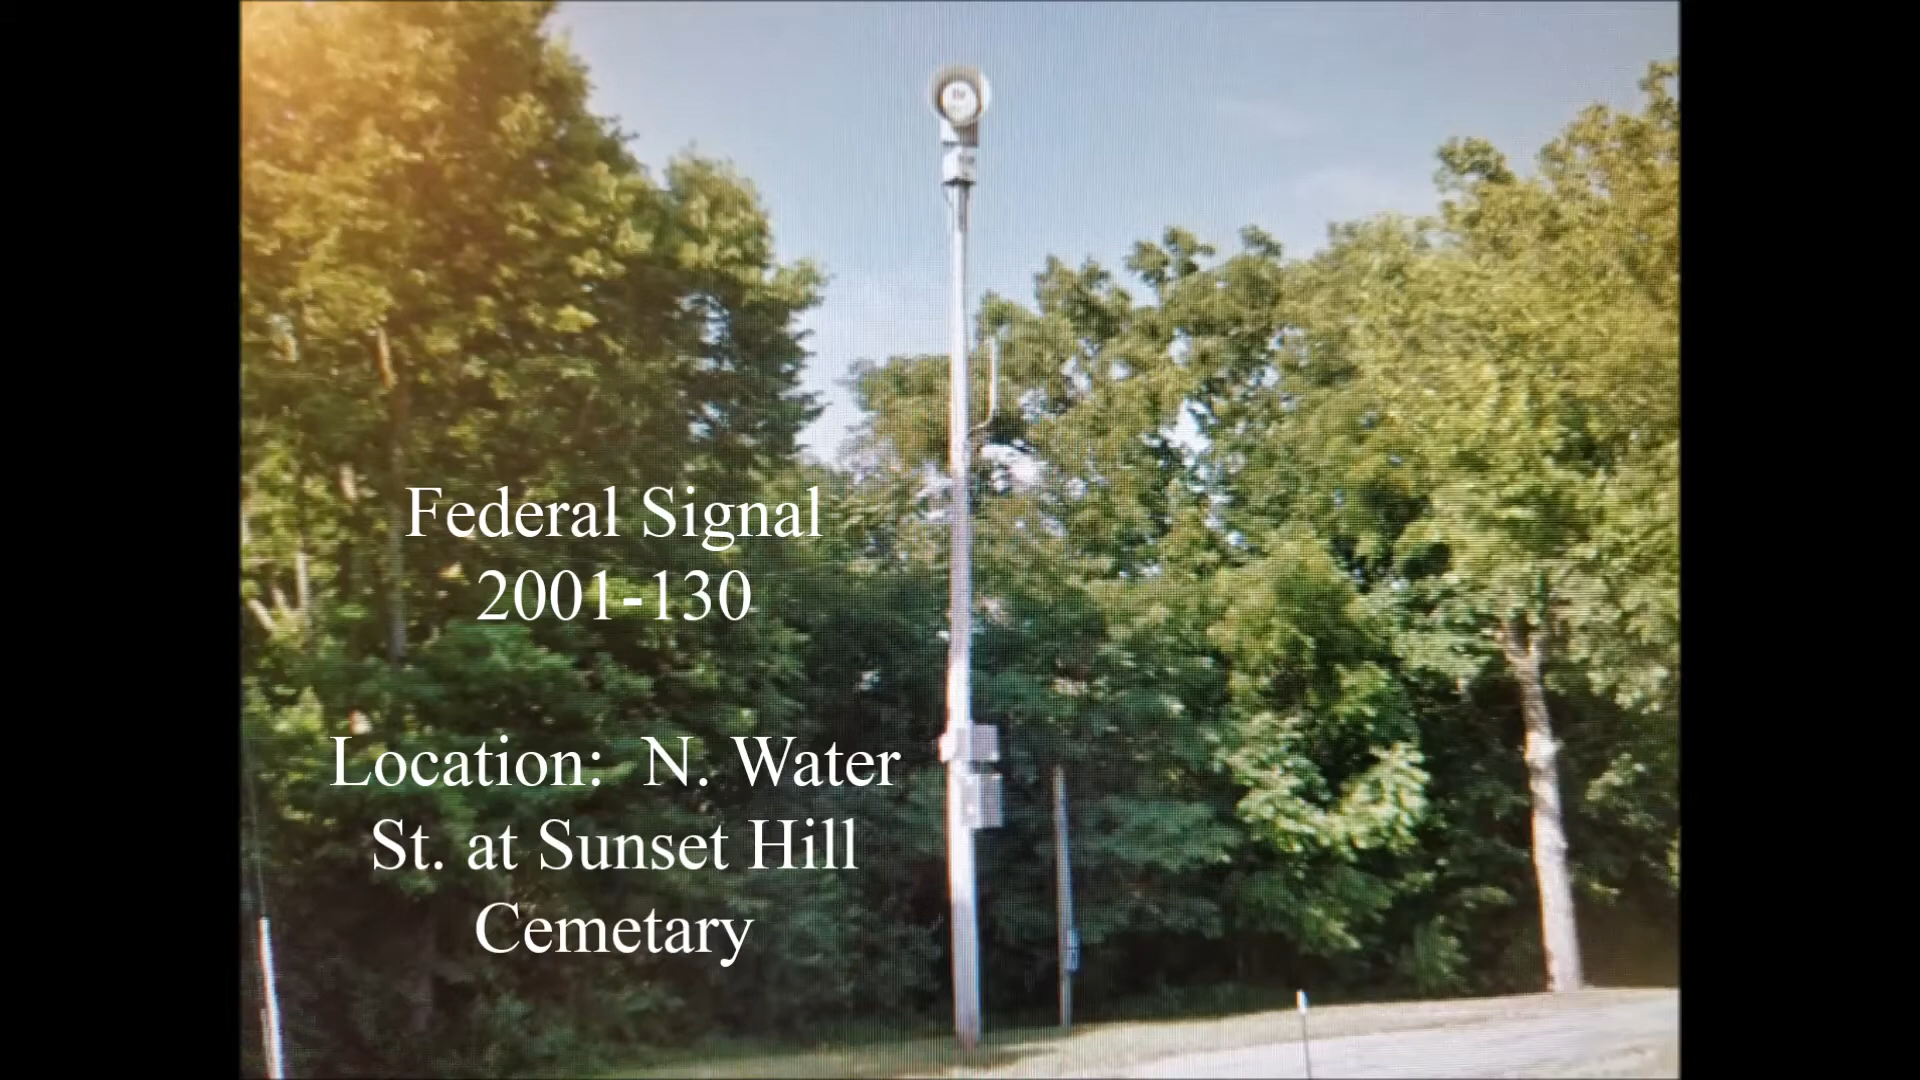 Federal Signal
2001-130
Location:  N. Water
St. at Sunset Hill
Cemetary